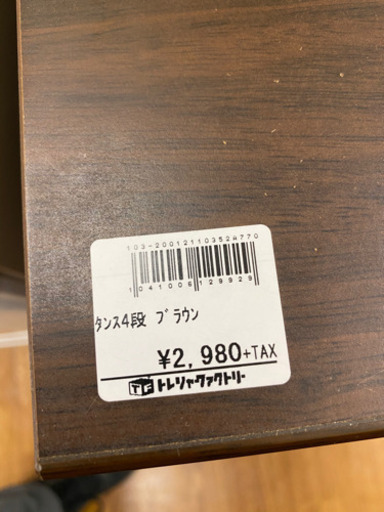 103-200121103524770
1041006129929
ﾀﾝｽ4段 ﾌﾞﾗｳﾝ
¥2,980+TAX
TF トレジャーファクトリー